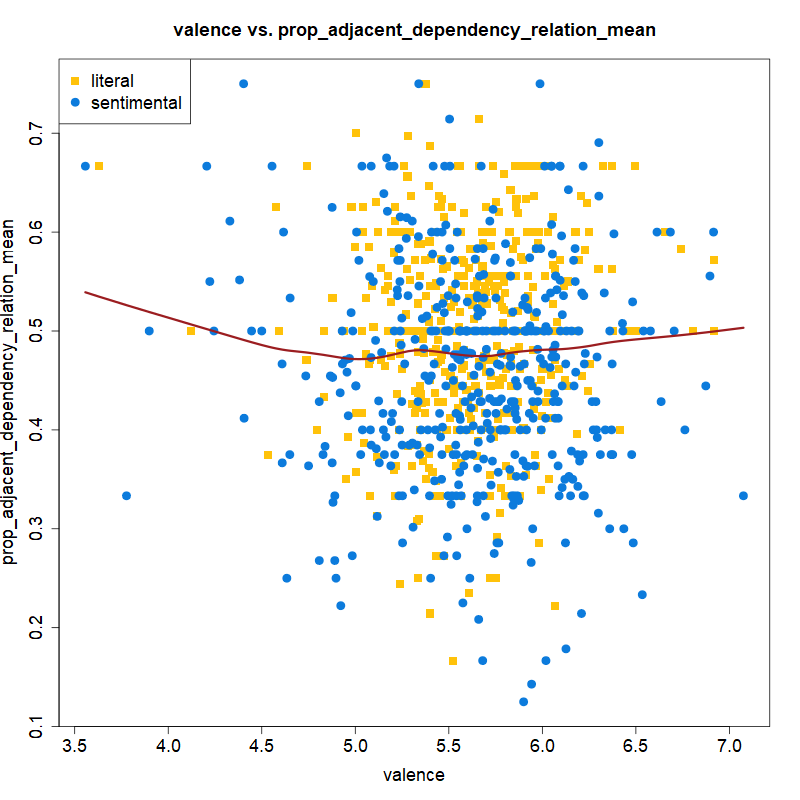 valence vs. prop_adjacent_dependency_relation_mean
literal
sentimental
prop_adjacent_dependency_relation_mean
0.7
0.6
0.5
0.4
0.3
0.2
0.1
3.5 4.0 4.5 5.0 5.5 6.0 6.5 7.0
valence